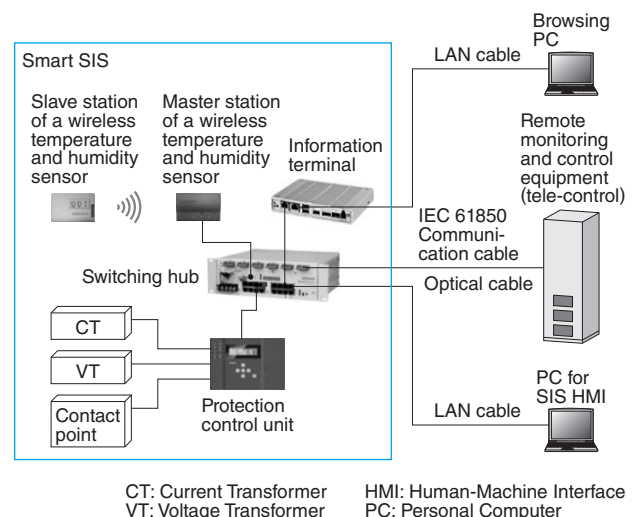 Browsing
PC
LAN cable
Smart SIS
Slave station
of a wireless
temperature
and humidity
sensor
Master station
of a wireless
temperature
and humidity
sensor
Information
terminal
Remote
monitoring
and control
equipment
(tele-control)
IEC 61850
Communi-
cation cable
Optical cable
Switching hub
CT
VT
Contact
point
Protection
control unit
PC for
SIS HMI
LAN cable
CT: Current Transformer
HMI: Human-Machine Interface
VT: Voltage Transformer
PC: Personal Computer